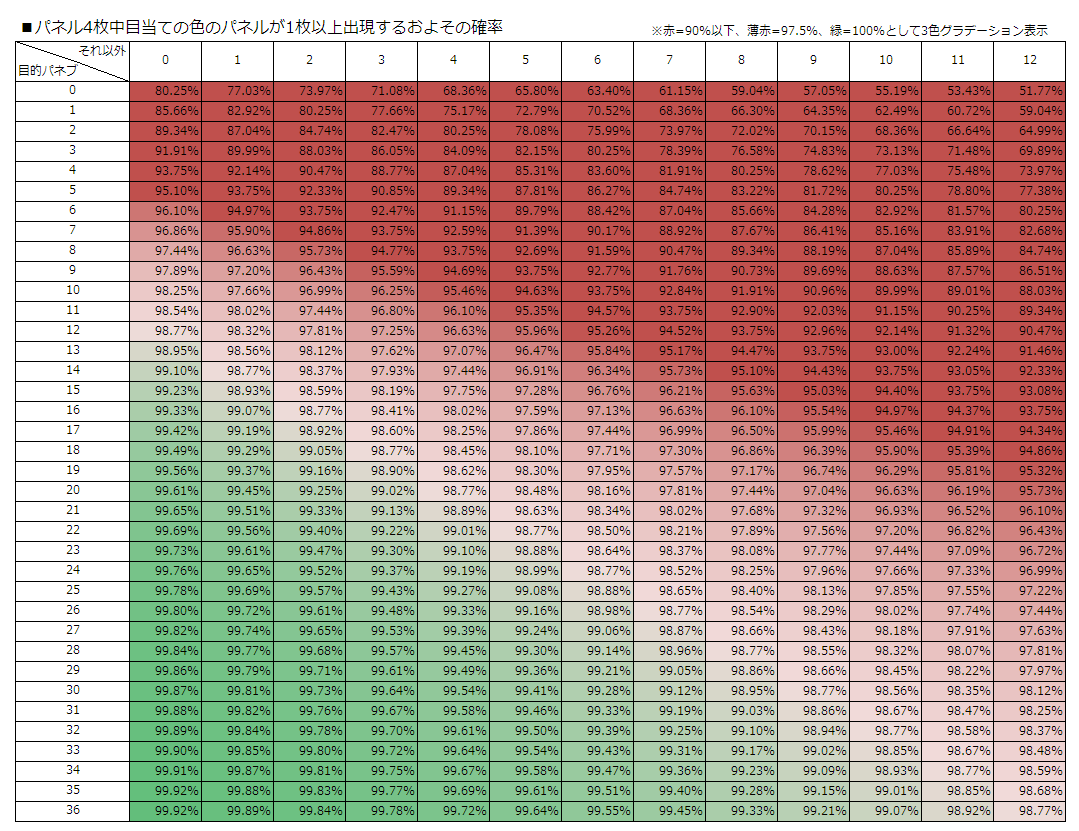 ■パネル4枚中目当ての色のパネルが1枚以上出現するおよその確率
※赤=90%以下、薄赤=97.5%、緑=100%として3色グラデーション表示
それ以外
目的パネブ
0 1 2 3 4 5 6 7 8 9 10 11 12
0 80.25% 77.03% 73.97% 71.08% 68.36% 65.80% 63.40% 61.15% 59.04% 57.05% 55.19% 53.43% 51.77%
1 85.66% 82.92% 80.25% 77.66% 75.17% 72.79% 70.52% 68.36% 66.30% 64.35% 62.49% 60.72% 59.04%
2 89.34% 87.04% 84.74% 82.47% 80.25% 78.08% 75.99% 73.97% 72.02% 70.15% 68.36% 66.64% 64.99%
3 91.91% 89.99% 88.03% 86.05% 84.09% 82.15% 80.25% 78.39% 76.58% 74.83% 73.13% 71.48% 69.89%
4 93.75% 92.14% 90.47% 88.77% 87.04% 85.31% 83.60% 81.91% 80.25% 78.62% 77.03% 75.48% 73.97%
5 95.10% 93.75% 92.33% 90.85% 89.34% 87.81% 86.27% 84.74% 83.22% 81.72% 80.25% 78.80% 77.38%
6 96.10% 94.97% 93.75% 92.47% 91.15% 89.79% 88.42% 87.04% 85.66% 84.28% 82.92% 81.57% 80.25%
7 96.86% 95.90% 94.86% 93.75% 92.59% 91.39% 90.17% 88.92% 87.67% 86.41% 85.16% 83.91% 82.68%
8 97.44% 96.63% 95.73% 94.77% 93.75% 92.69% 91.59% 90.47% 89.34% 88.19% 87.04% 85.89% 84.74%
9 97.89% 97.20% 96.43% 95.59% 94.69% 93.75% 92.77% 91.76% 90.73% 89.69% 88.63% 87.57% 86.51%
10 98.25% 97.66% 96.99% 96.25% 95.46% 94.63% 93.75% 92.84% 91.91% 90.96% 89.99% 89.01% 88.03%
11 98.54% 98.02% 97.44% 96.80% 96.10% 95.35% 94.57% 93.75% 92.90% 92.03% 91.15% 90.25% 89.34%
12 98.77% 98.32% 97.81% 97.25% 96.63% 95.96% 95.26% 94.52% 93.75% 92.96% 92.14% 91.32% 90.47%
13 98.95% 98.56% 98.12% 97.62% 97.07% 96.47% 95.84% 95.17% 94.47% 93.75% 93.00% 92.24% 91.46%
14 99.10% 98.77% 98.37% 97.93% 97.44% 96.91% 96.34% 95.73% 95.10% 94.43% 93.75% 93.05% 92.33%
15 99.23% 98.93% 98.59% 98.19% 97.75% 97.28% 96.76% 96.21% 95.63% 95.03% 94.40% 93.75% 93.08%
16 99.33% 99.07% 98.77% 98.41% 98.02% 97.59% 97.13% 96.63% 96.10% 95.54% 94.97% 94.37% 93.75%
17 99.42% 99.19% 98.92% 98.60% 98.25% 97.86% 97.44% 96.99% 96.50% 95.99% 95.46% 94.91% 94.34%
18 99.49% 99.29% 99.05% 98.77% 98.45% 98.10% 97.71% 97.30% 96.86% 96.39% 95.90% 95.39% 94.86%
19 99.56% 99.37% 99.16% 98.90% 98.62% 98.30% 97.95% 97.57% 97.17% 96.74% 96.29% 95.81% 95.32%
20 99.61% 99.45% 99.25% 99.02% 98.77% 98.48% 98.16% 97.81% 97.44% 97.04% 96.63% 96.19% 95.73%
21 99.65% 99.51% 99.33% 99.13% 98.89% 98.63% 98.34% 98.02% 97.68% 97.32% 96.93% 96.52% 96.10%
22 99.69% 99.56% 99.40% 99.22% 99.01% 98.77% 98.50% 98.21% 97.89% 97.56% 97.20% 96.82% 96.43%
23 99.73% 99.61% 99.47% 99.30% 99.10% 98.88% 98.64% 98.37% 98.08% 97.77% 97.44% 97.09% 96.72%
24 99.76% 99.65% 99.52% 99.37% 99.19% 98.99% 98.77% 98.52% 98.25% 97.96% 97.66% 97.33% 96.99%
25 99.78% 99.69% 99.57% 99.43% 99.27% 99.08% 98.88% 98.65% 98.40% 98.13% 97.85% 97.55% 97.22%
26 99.80% 99.72% 99.61% 99.48% 99.33% 99.16% 98.98% 98.77% 98.54% 98.29% 98.02% 97.74% 97.44%
27 99.82% 99.74% 99.65% 99.53% 99.39% 99.24% 99.06% 98.87% 98.66% 98.43% 98.18% 97.91% 97.63%
28 99.84% 99.77% 99.68% 99.57% 99.45% 99.30% 99.14% 98.96% 98.77% 98.55% 98.32% 98.07% 97.81%
29 99.86% 99.79% 99.71% 99.61% 99.49% 99.36% 99.21% 99.05% 98.86% 98.66% 98.45% 98.22% 97.97%
30 99.87% 99.81% 99.73% 99.64% 99.54% 99.41% 99.28% 99.12% 98.95% 98.77% 98.56% 98.35% 98.12%
31 99.88% 99.82% 99.76% 99.67% 99.58% 99.46% 99.33% 99.19% 99.03% 98.86% 98.67% 98.47% 98.25%
32 99.89% 99.84% 99.78% 99.70% 99.61% 99.50% 99.39% 99.25% 99.10% 98.94% 98.77% 98.58% 98.37%
33 99.90% 99.85% 99.80% 99.72% 99.64% 99.54% 99.43% 99.31% 99.17% 99.02% 98.85% 98.67% 98.48%
34 99.91% 99.87% 99.81% 99.75% 99.67% 99.58% 99.47% 99.36% 99.23% 99.09% 98.93% 98.77% 98.59%
35 99.92% 99.88% 99.83% 99.77% 99.69% 99.61% 99.51% 99.40% 99.28% 99.15% 99.01% 98.85% 98.68%
36 99.92% 99.89% 99.84% 99.78% 99.72% 99.64% 99.55% 99.45% 99.33% 99.21% 99.07% 98.92% 98.77%